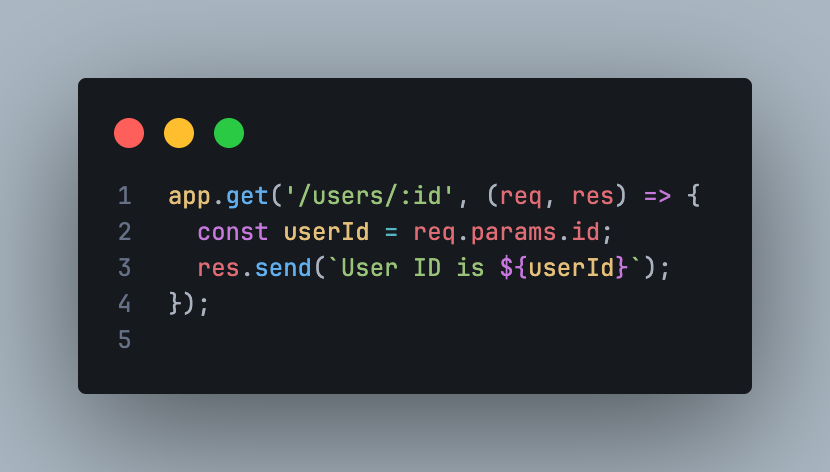 1 app.get('/users/:id', (req, res) => {
2   const userId = req.params.id;
3   res.send(`User ID is ${userId}`);
4 });
5